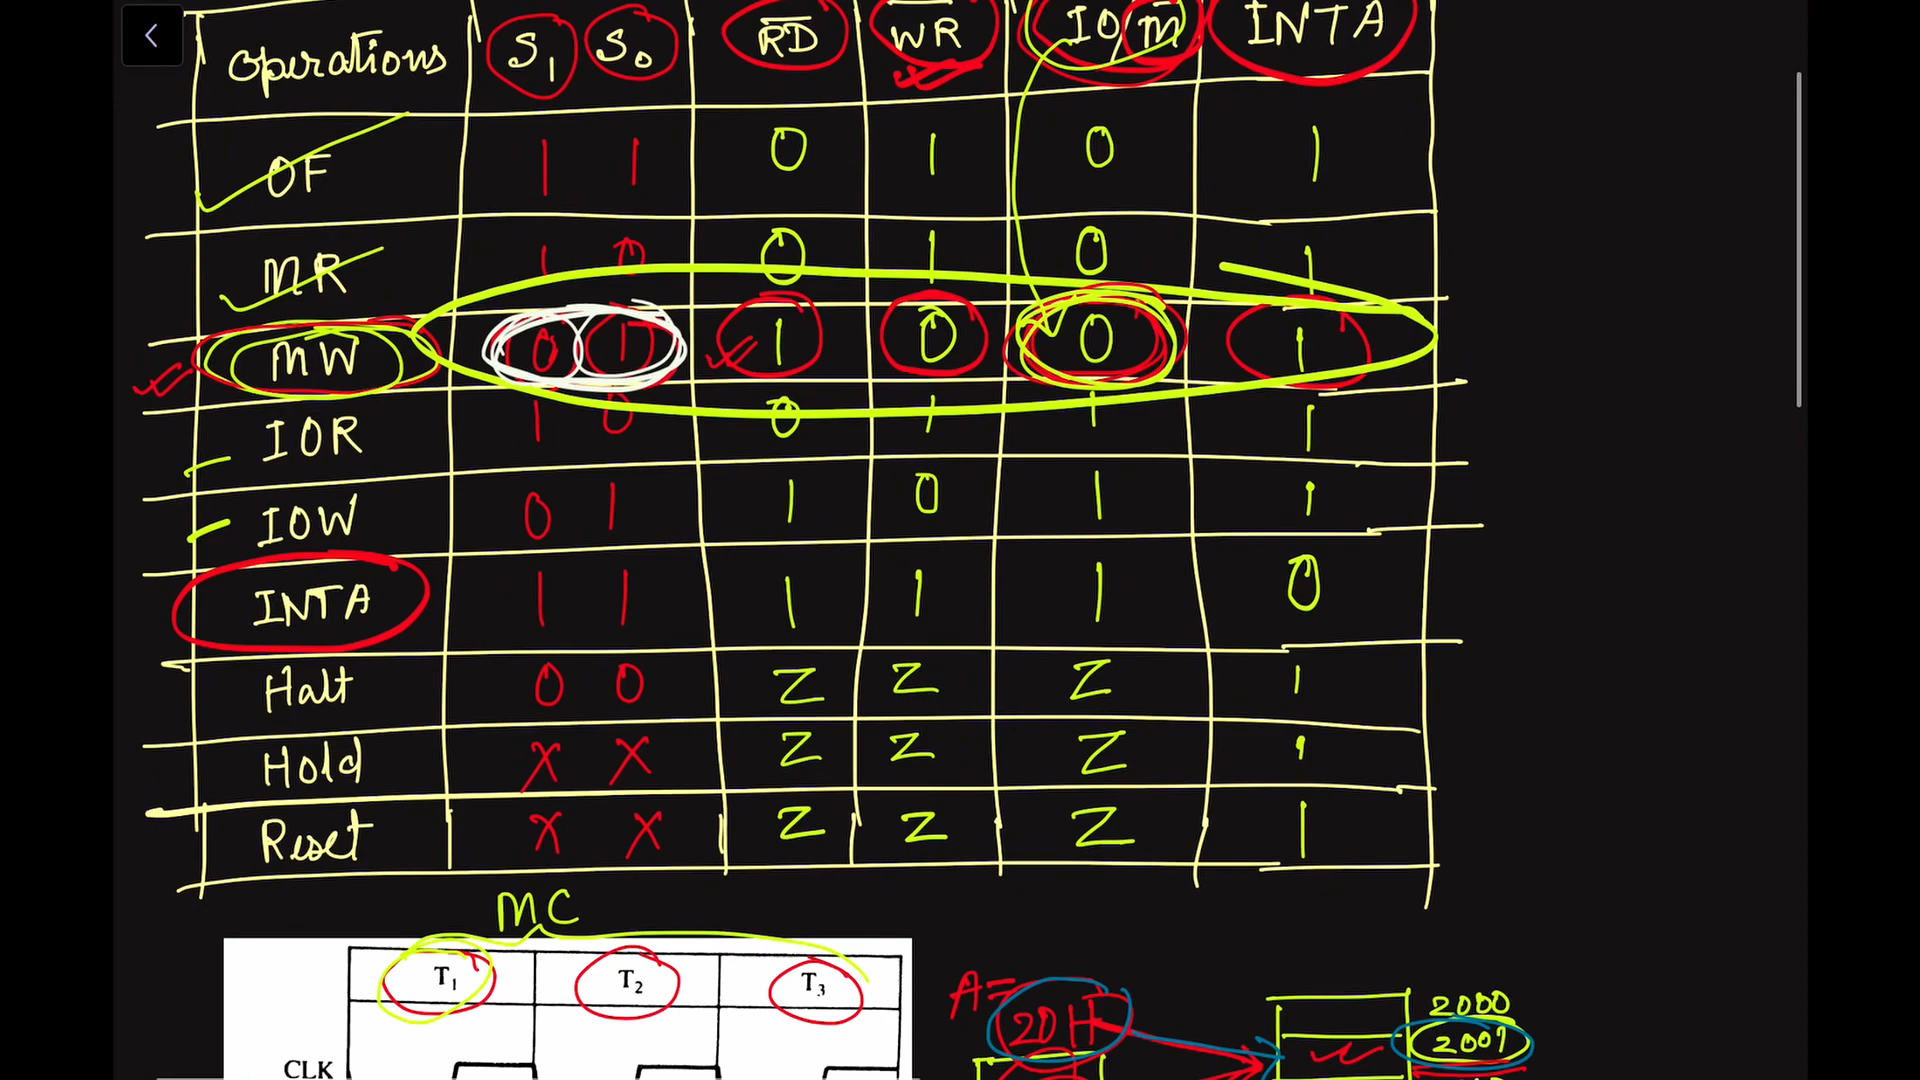 Operations S1 S0 R̅D̅ W̅R̅ IO/M̅ INTA
OF 1 1 0 1 0 1
MR 1 0 0 1 0 1
MW 0 1 1 0 0 1
IOR 1 0 0 1 1 1
IOW 0 1 1 0 1 1
INTA 1 1 1 1 1 0
Halt 0 0 Z Z Z 1
Hold X X Z Z Z 1
Reset X X Z Z Z 1
MC
T1 T2 T3
CLK
A=
20H
2000
2001